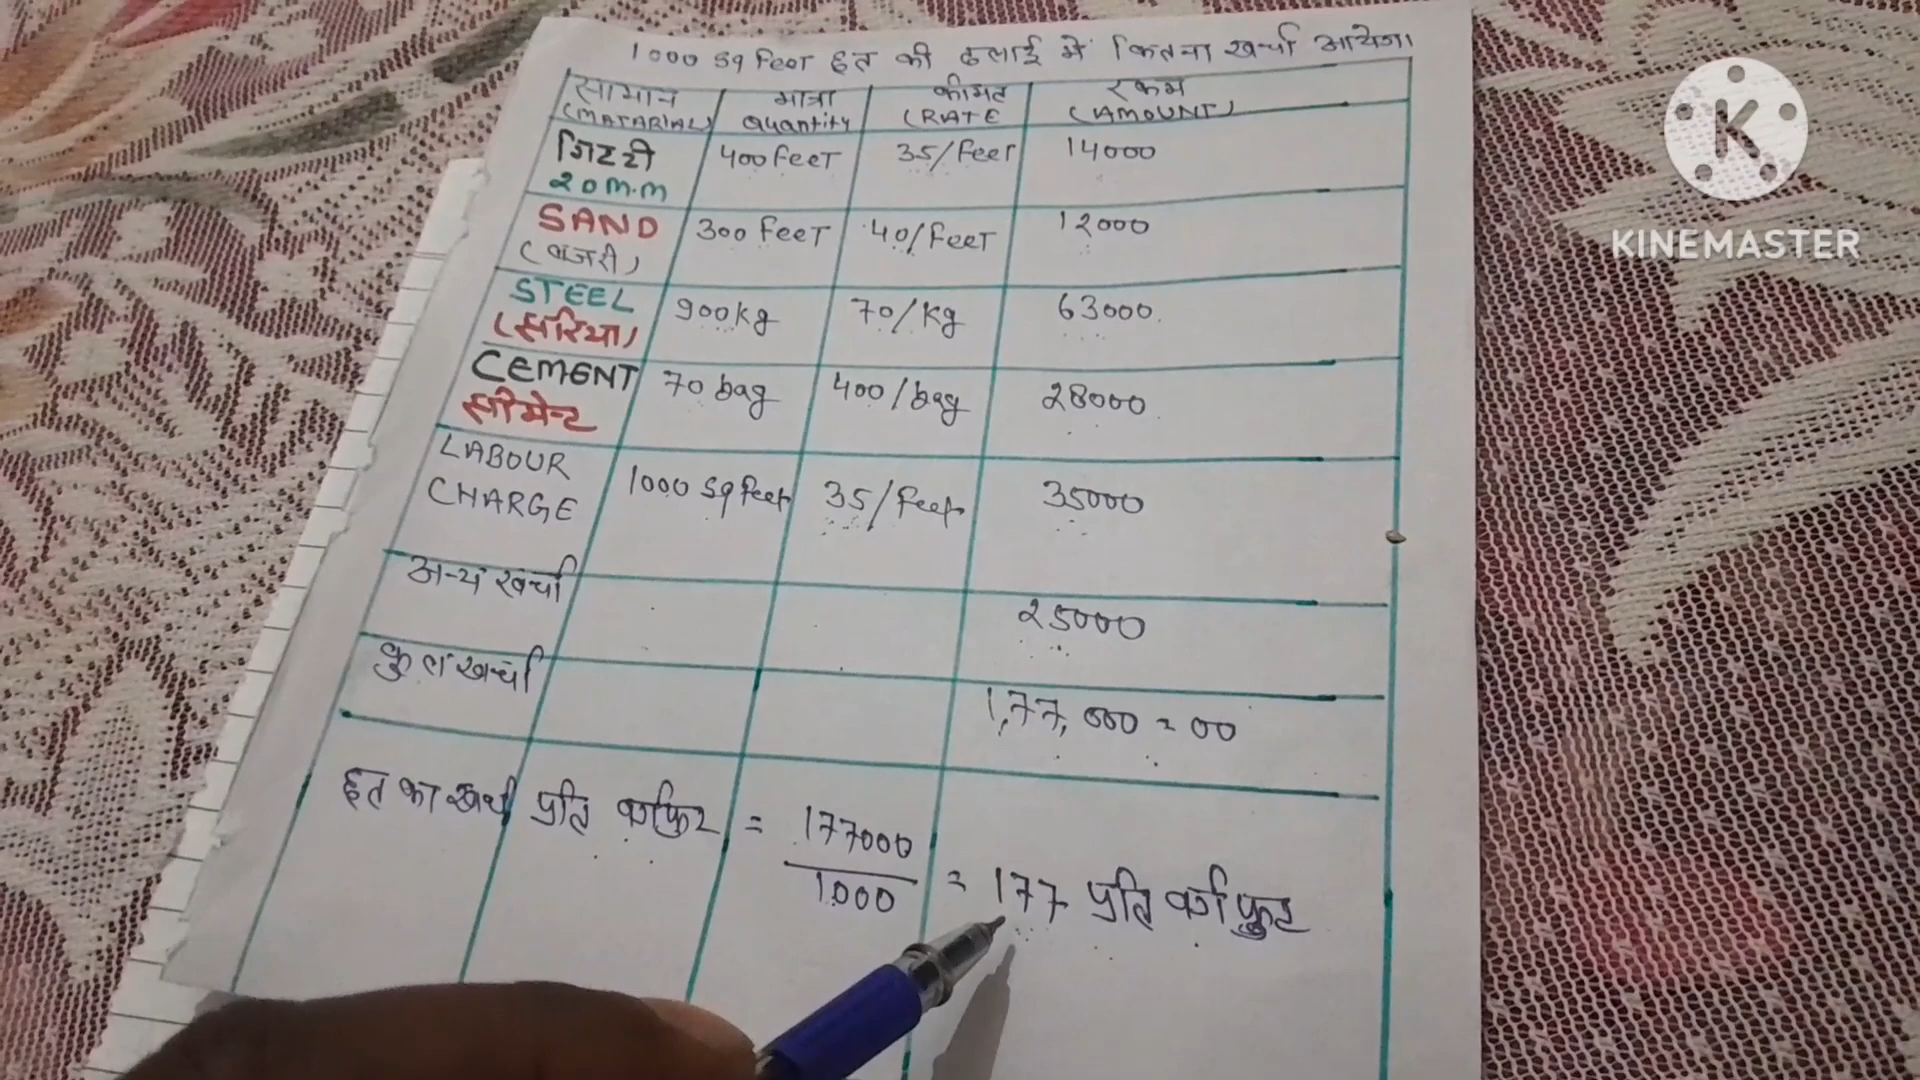 1000 sq feet छत की ढलाई में कितना खर्चा आयेगा
सामान मात्रा कीमत रकम
(MATARIAL) Quantity (RATE (AMOUNT)
गिटटी 400 FeeT 35/Feet 14000
20 m.m
SAND 300 FeeT 40/FeeT 12000
(बजरी)
STEEL 900kg 70/Kg 63000
(सरिया)
CEMENT 70 bag 400/bag 28000
सीमेन्ट
LABOUR 1000 sq feet 35/feet 35000
CHARGE
अन्य खर्चा 25000
कुल खर्चा 1,77,000=00
छत का खर्चा प्रति वर्गफुट = 177000/1000 = 177 प्रति वर्ग फुट
K
KINEMASTER